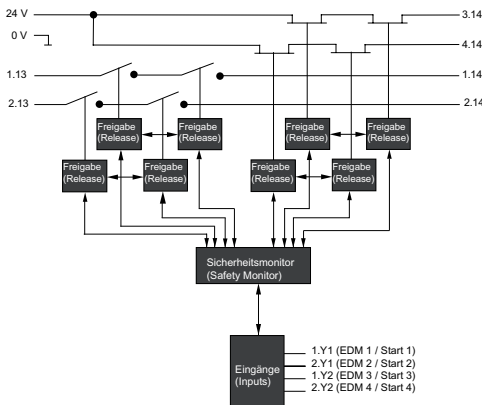 24 V
3.14
0 V
4.14
1.13
1.14
2.13
2.14
Freigabe
(Release)
Freigabe
(Release)
Freigabe
(Release)
Freigabe
(Release)
Freigabe
(Release)
Freigabe
(Release)
Freigabe
(Release)
Freigabe
(Release)
Sicherheitsmonitor
(Safety Monitor)
Eingänge
(Inputs)
1.Y1 (EDM 1 / Start 1)
2.Y1 (EDM 2 / Start 2)
1.Y2 (EDM 3 / Start 3)
2.Y2 (EDM 4 / Start 4)